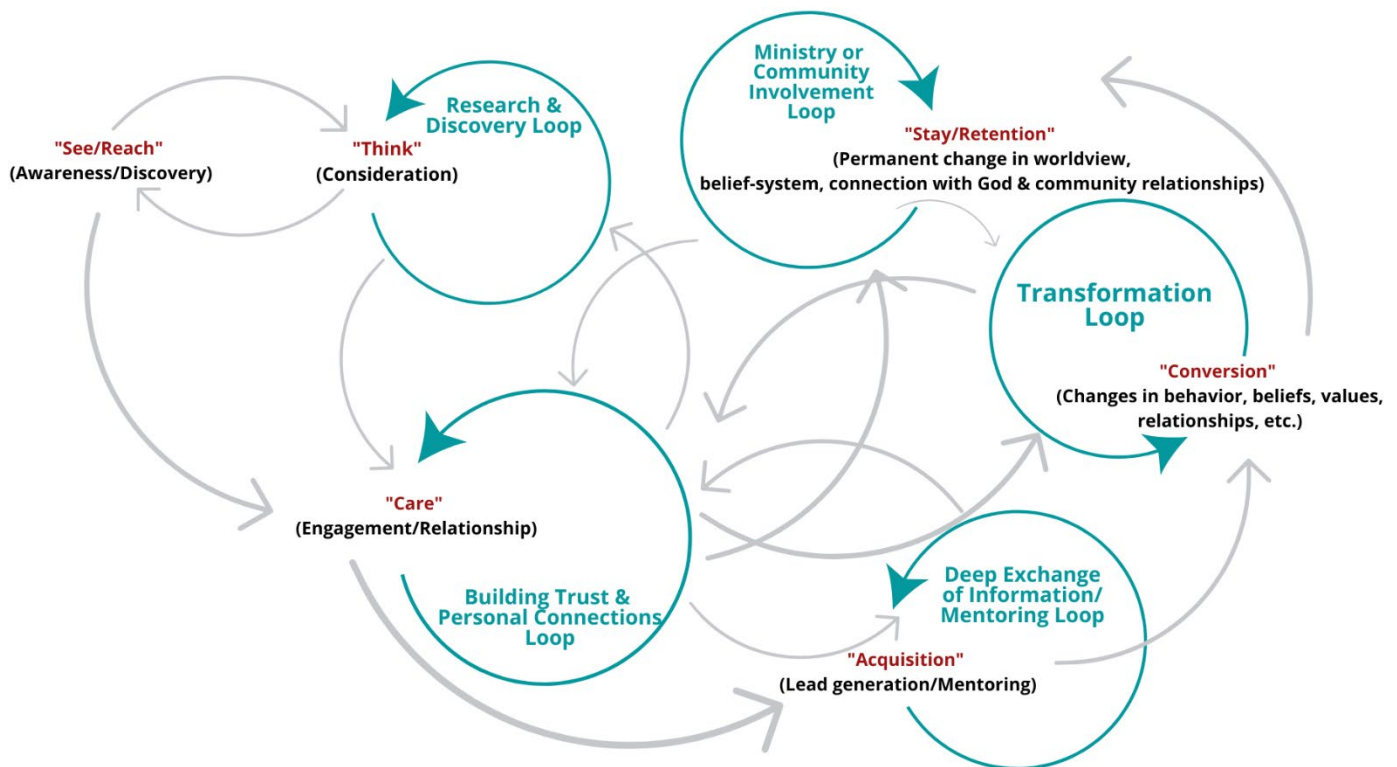 Research &
Discovery Loop
"See/Reach"
(Awareness/Discovery)
"Think"
(Consideration)
Ministry or
Community
Involvement
Loop
"Stay/Retention"
(Permanent change in worldview,
belief-system, connection with God & community relationships)
Transformation
Loop
"Conversion"
(Changes in behavior, beliefs, values,
relationships, etc.)
"Care"
(Engagement/Relationship)
Building Trust &
Personal Connections
Loop
Deep Exchange
of Information/
Mentoring Loop
"Acquisition"
(Lead generation/Mentoring)